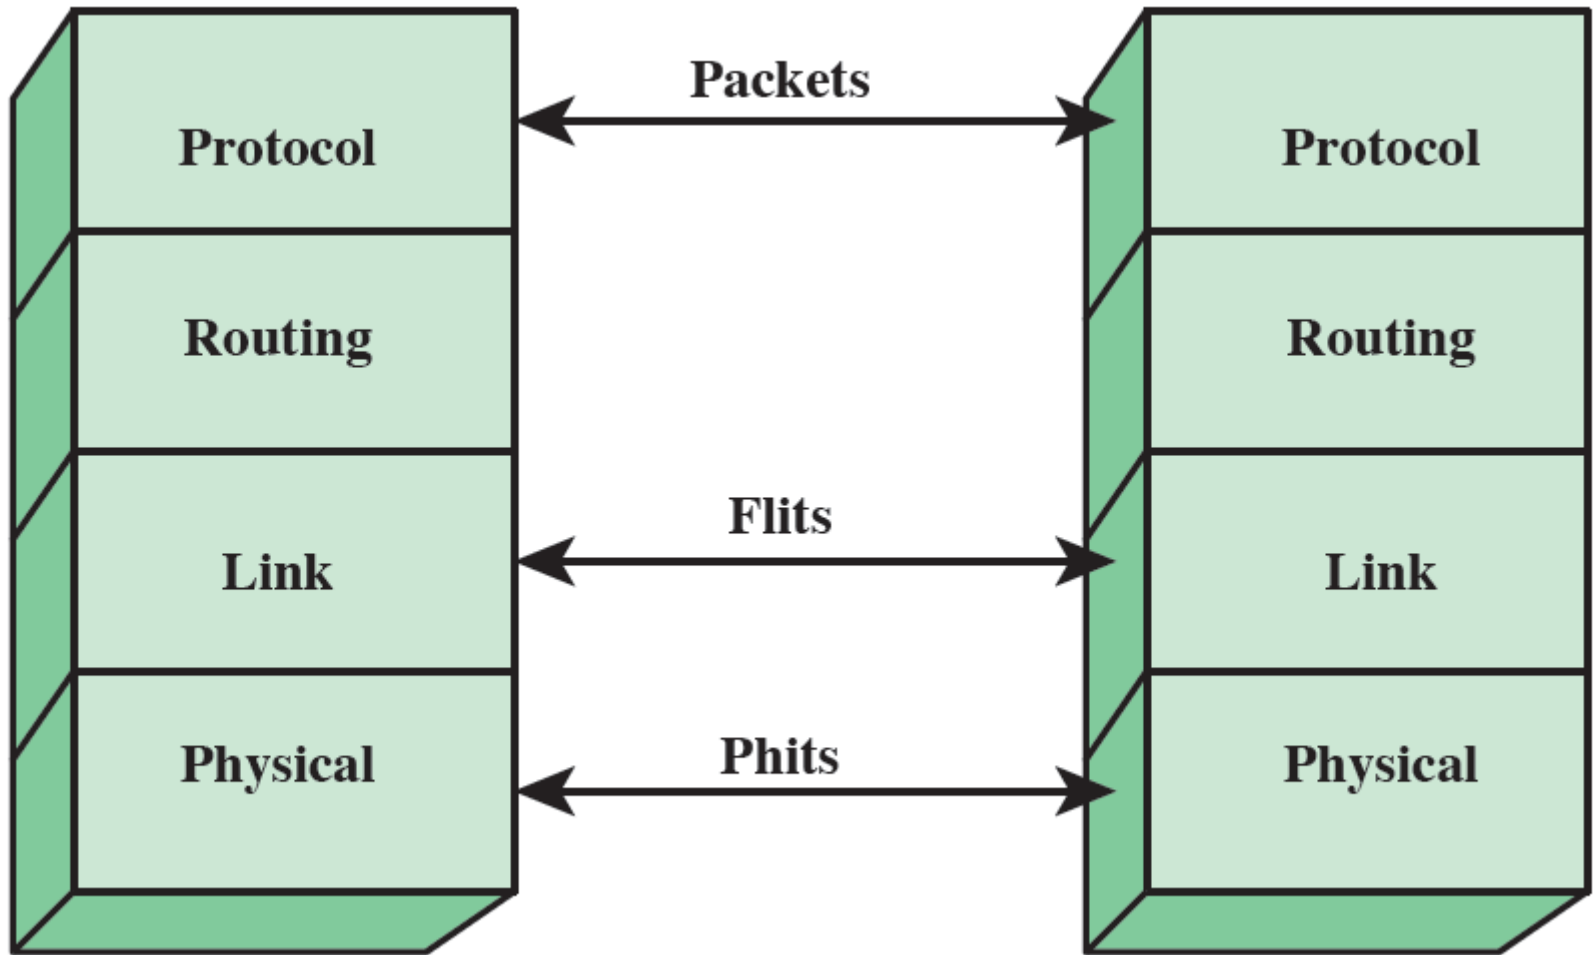 Packets
Protocol
Protocol
Routing
Routing
Flits
Link
Link
Phits
Physical
Physical